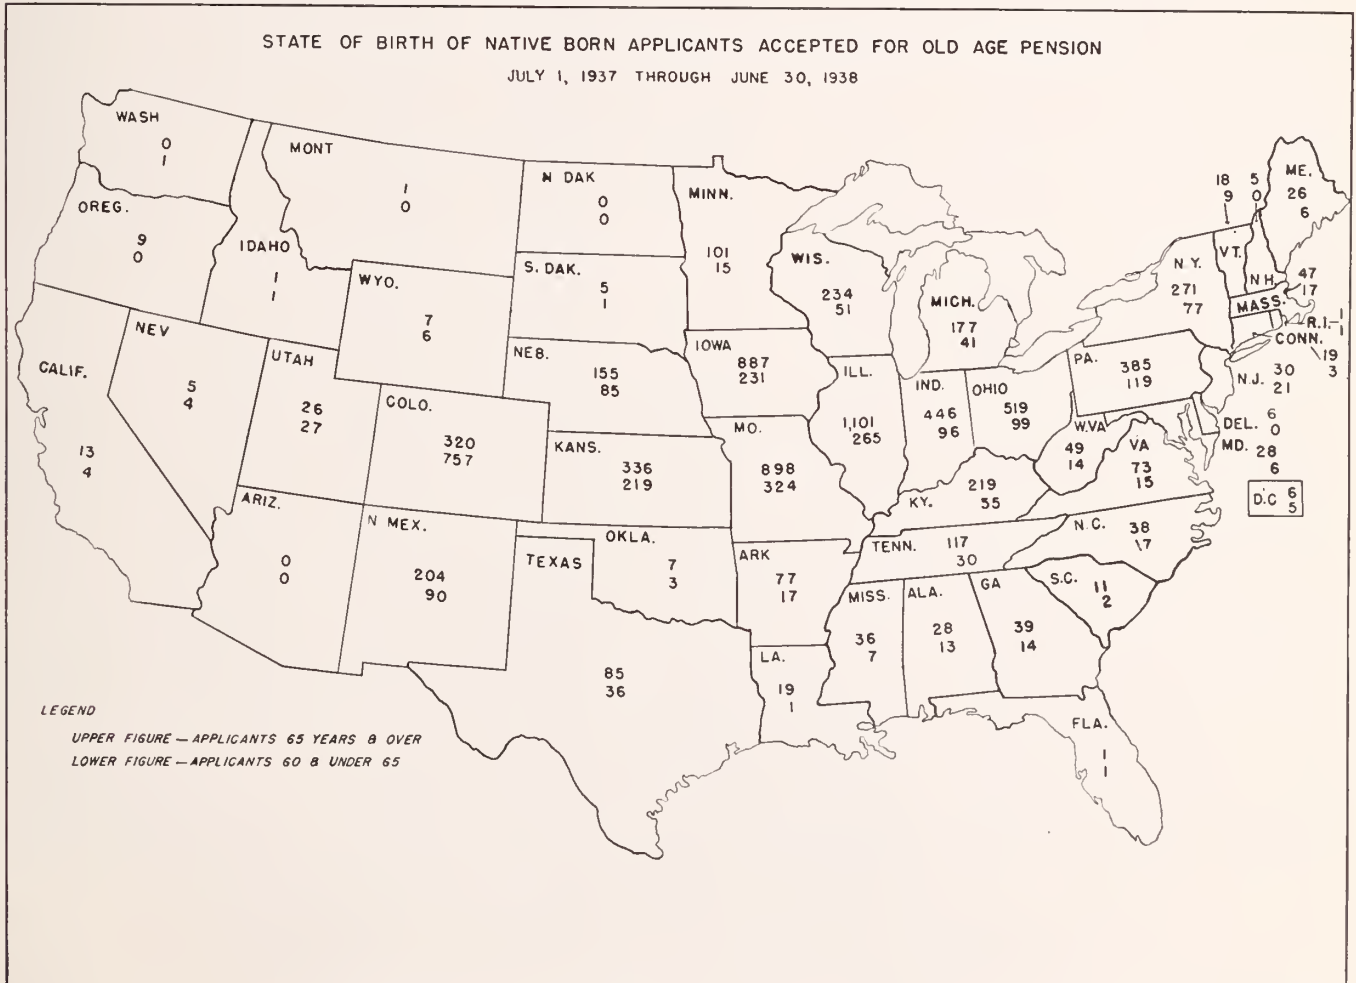 STATE OF BIRTH OF NATIVE BORN APPLICANTS ACCEPTED FOR OLD AGE PENSION
JULY 1, 1937 THROUGH JUNE 30, 1938
WASH
0
1
MONT
1
0
N DAK
0
0
MINN.
101
15
OREG.
9
0
IDAHO
1
1
WYO.
7
6
S. DAK.
5
1
WIS.
234
51
MICH.
177
41
N.Y.
271
77
18
9
VT.
5
0
N.H.
ME.
26
6
47
17
MASS.
R.I.-1
1
CONN.
19
3
NEV
5
4
CALIF.
13
4
UTAH
26
27
COLO.
320
757
NEB.
155
85
IOWA
887
231
ILL.
1,101
265
IND.
446
96
OHIO
519
99
PA.
385
119
N.J.
30
21
DEL.
6
0
MD.
28
6
D.C 6
5
W.VA
49
14
VA
73
15
KANS.
336
219
MO.
898
324
KY.
219
35
ARIZ.
0
0
N MEX.
204
90
TEXAS
85
36
OKLA.
7
3
ARK
77
17
TENN.
117
30
N.C.
38
17
S.C.
11
2
MISS.
36
7
ALA.
28
13
GA
39
14
LA.
19
1
FLA.
1
1
LEGEND
UPPER FIGURE — APPLICANTS 65 YEARS & OVER
LOWER FIGURE — APPLICANTS 60 & UNDER 65